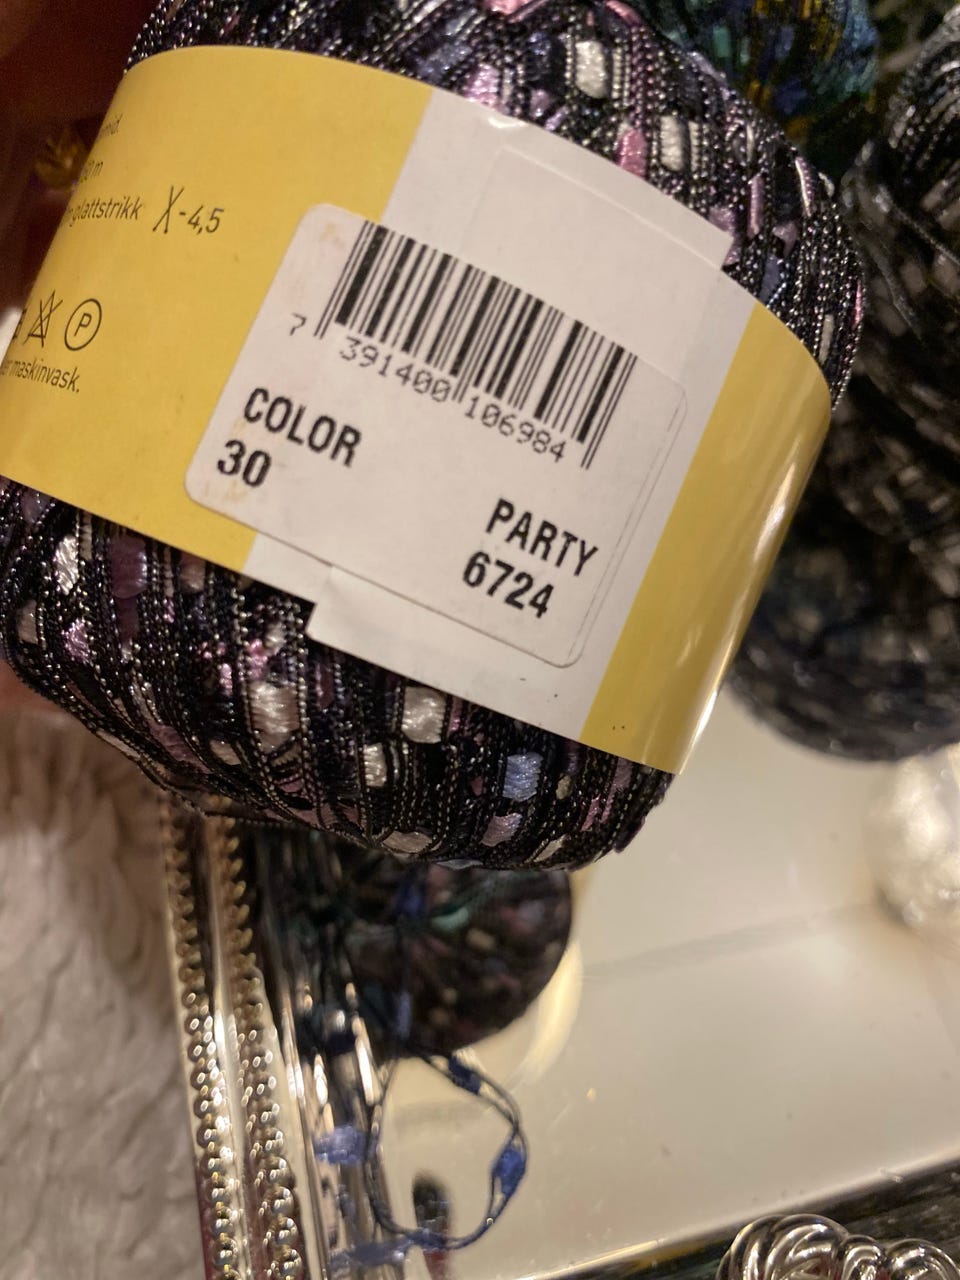 glattstrikk X-4,5
P
maskinvask.
7 391400 106984
COLOR
30
PARTY
6724